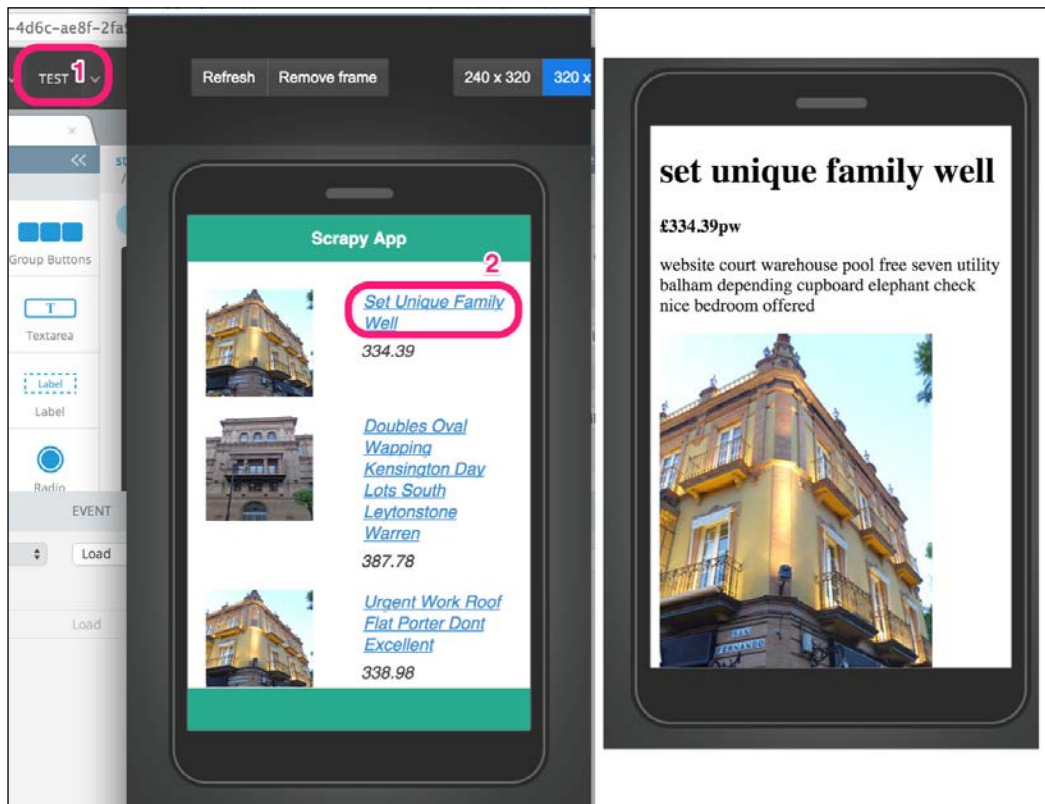 -4d6c-ae8f-2fa
TEST
1
Refresh
Remove frame
240 x 320
320 x
Group Buttons
T
Textarea
Label
Label
Radio
EVENT
Load
Load
Scrapy App
2
Set Unique Family
Well
334.39
Doubles Oval
Wapping
Kensington Day
Lots South
Leytonstone
Warren
387.78
Urgent Work Roof
Flat Porter Dont
Excellent
338.98
set unique family well
£334.39pw
website court warehouse pool free seven utility
balham depending cupboard elephant check
nice bedroom offered
SAN
FERNANDO